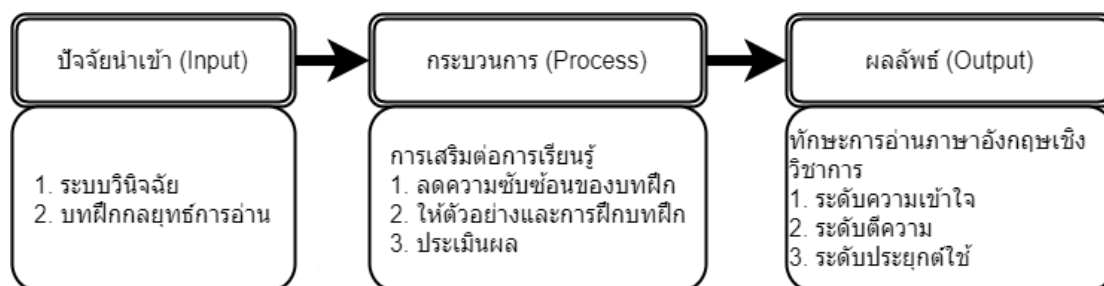 ปัจจัยนำเข้า (Input)
1. ระบบวินิจฉัย
2. บทฝึกกลยุทธ์การอ่าน
กระบวนการ (Process)
การเสริมต่อการเรียนรู้
1. ลดความซับซ้อนของบทฝึก
2. ให้ตัวอย่างและการฝึกบทฝึก
3. ประเมินผล
ผลลัพธ์ (Output)
ทักษะการอ่านภาษาอังกฤษเชิง
วิชาการ
1. ระดับความเข้าใจ
2. ระดับตีความ
3. ระดับประยุกต์ใช้